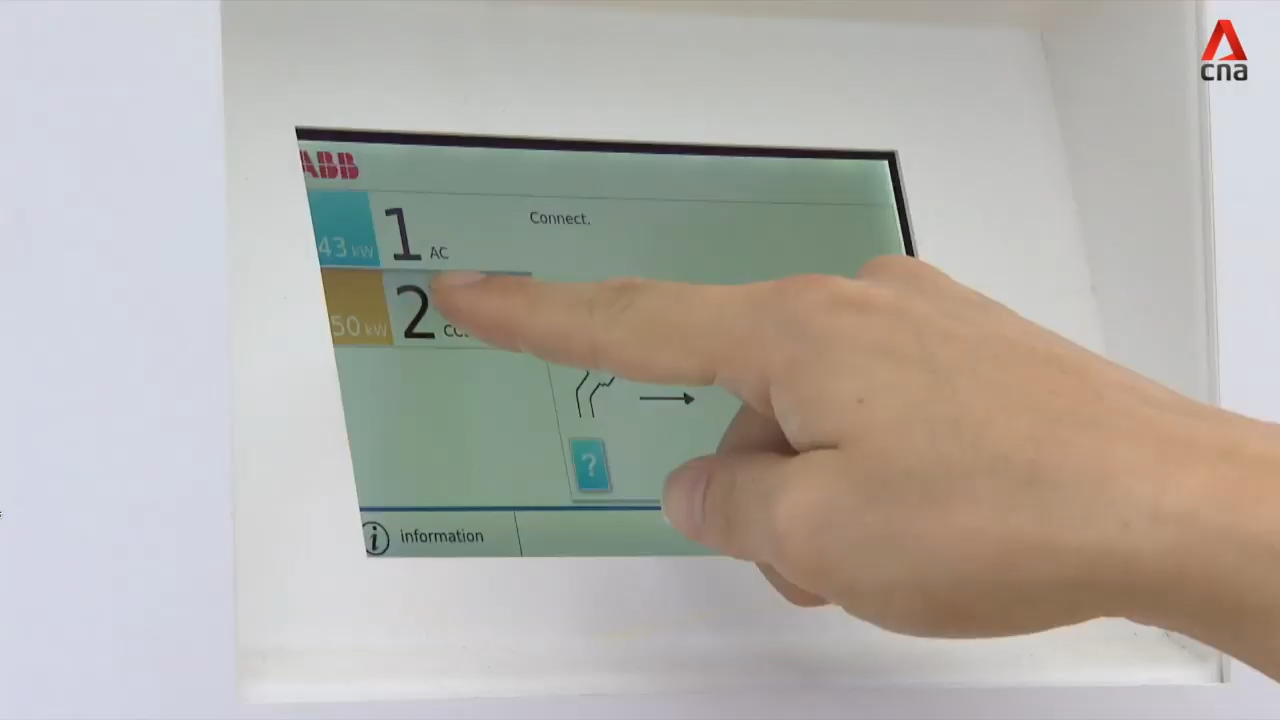 cna
ABB
43 kW
1 AC
Connect.
50 kW
2
?
i information